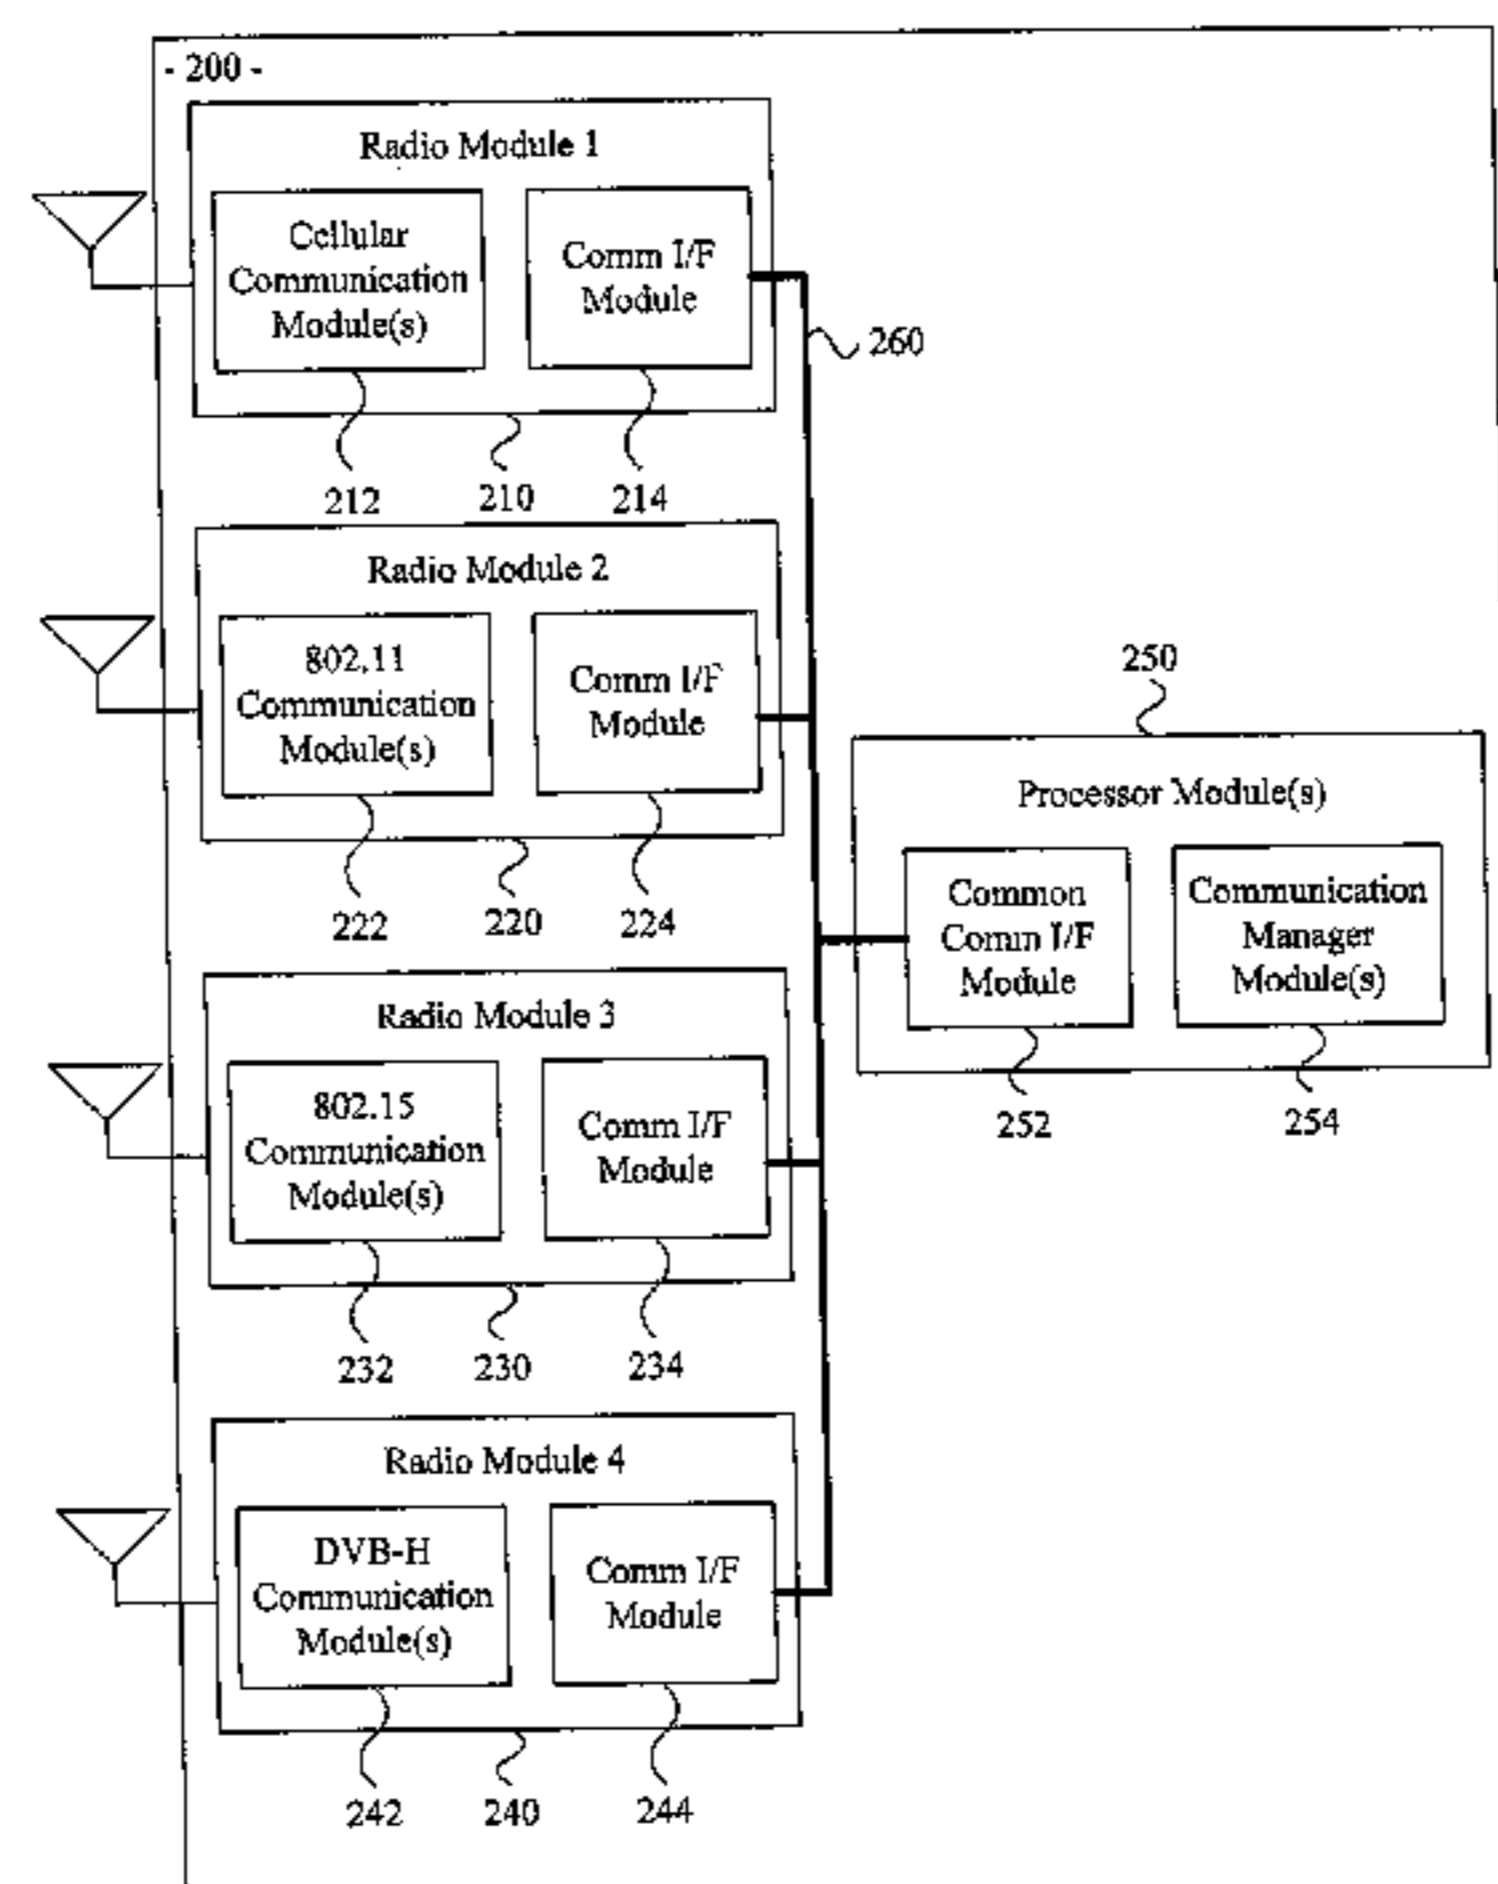 - 200 -
Radio Module 1
Cellular
Communication
Module(s)
Comm I/F
Module
260
212
210
214
Radio Module 2
802.11
Communication
Module(s)
Comm I/F
Module
222
220
224
250
Processor Module(s)
Common
Comm I/F
Module
Communication
Manager
Module(s)
252
254
Radio Module 3
802.15
Communication
Module(s)
Comm I/F
Module
232
230
234
Radio Module 4
DVB-H
Communication
Module(s)
Comm I/F
Module
242
240
244